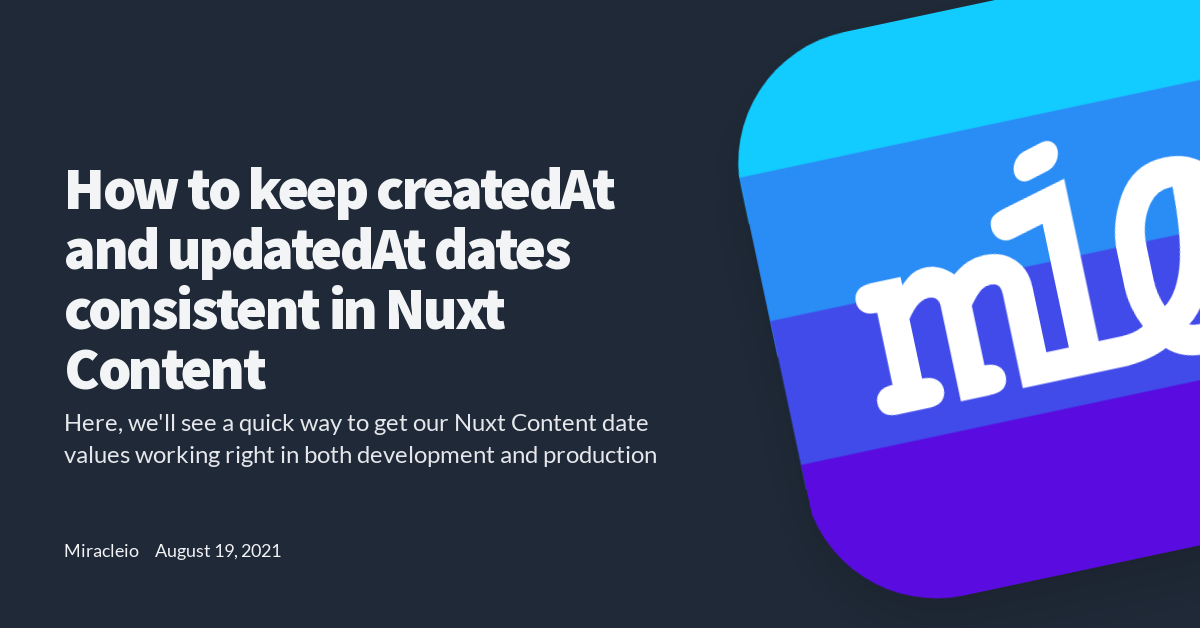 How to keep createdAt
and updatedAt dates
consistent in Nuxt
Content
Here, we'll see a quick way to get our Nuxt Content date
values working right in both development and production
Miracleio August 19, 2021